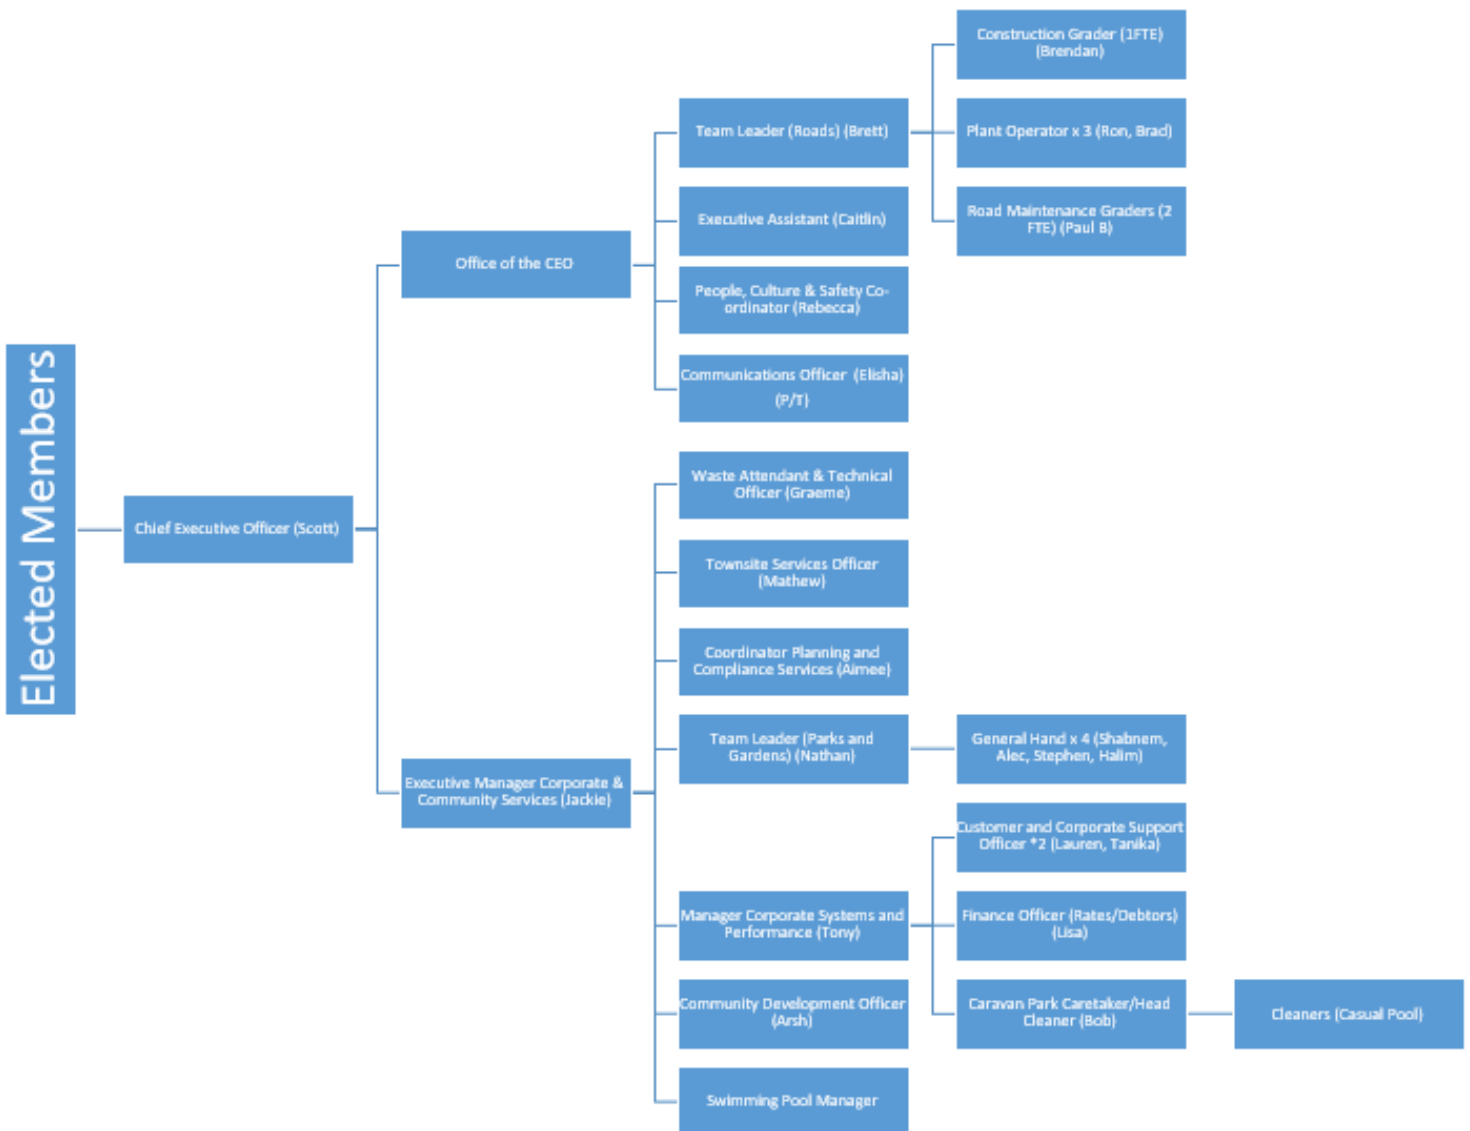 Elected Members
Chief Executive Officer (Scott)
Office of the CEO
Team Leader (Roads) (Brett)
Construction Grader (1FTE)
(Brendan)
Plant Operator x 3 (Ron, Brad)
Road Maintenance Graders (2
FTE) (Paul B)
Executive Assistant (Caitlin)
People, Culture & Safety Co-
ordinator (Rebecca)
Communications Officer (Elisha)
(P/T)
Executive Manager Corporate &
Community Services (Jackie)
Waste Attendant & Technical
Officer (Graeme)
Townsite Services Officer
(Mathew)
Coordinator Planning and
Compliance Services (Aimee)
Team Leader (Parks and
Gardens) (Nathan)
General Hand x 4 (Shabnem,
Alec, Stephen, Halim)
Manager Corporate Systems and
Performance (Tony)
Customer and Corporate Support
Officer *2 (Lauren, Tanika)
Finance Officer (Rates/Debtors)
(Lisa)
Caravan Park Caretaker/Head
Cleaner (Bob)
Cleaners (Casual Pool)
Community Development Officer
(Arsh)
Swimming Pool Manager